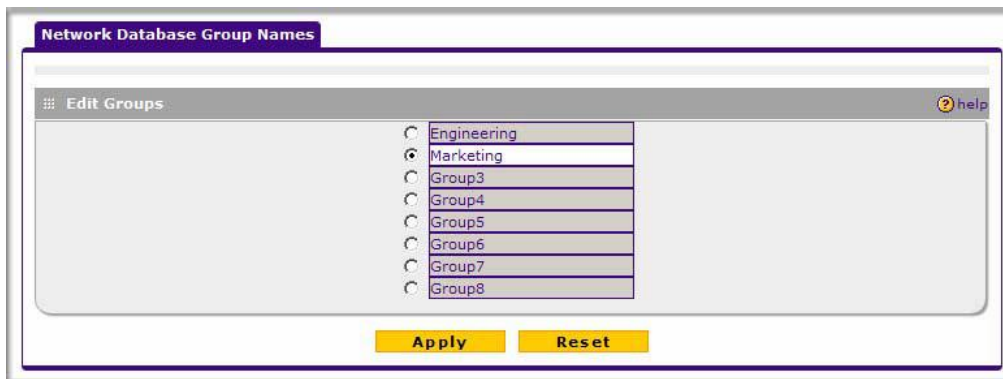 Network Database Group Names
Edit Groups
help
Engineering
Marketing
Group3
Group4
Group5
Group6
Group7
Group8
Apply Reset